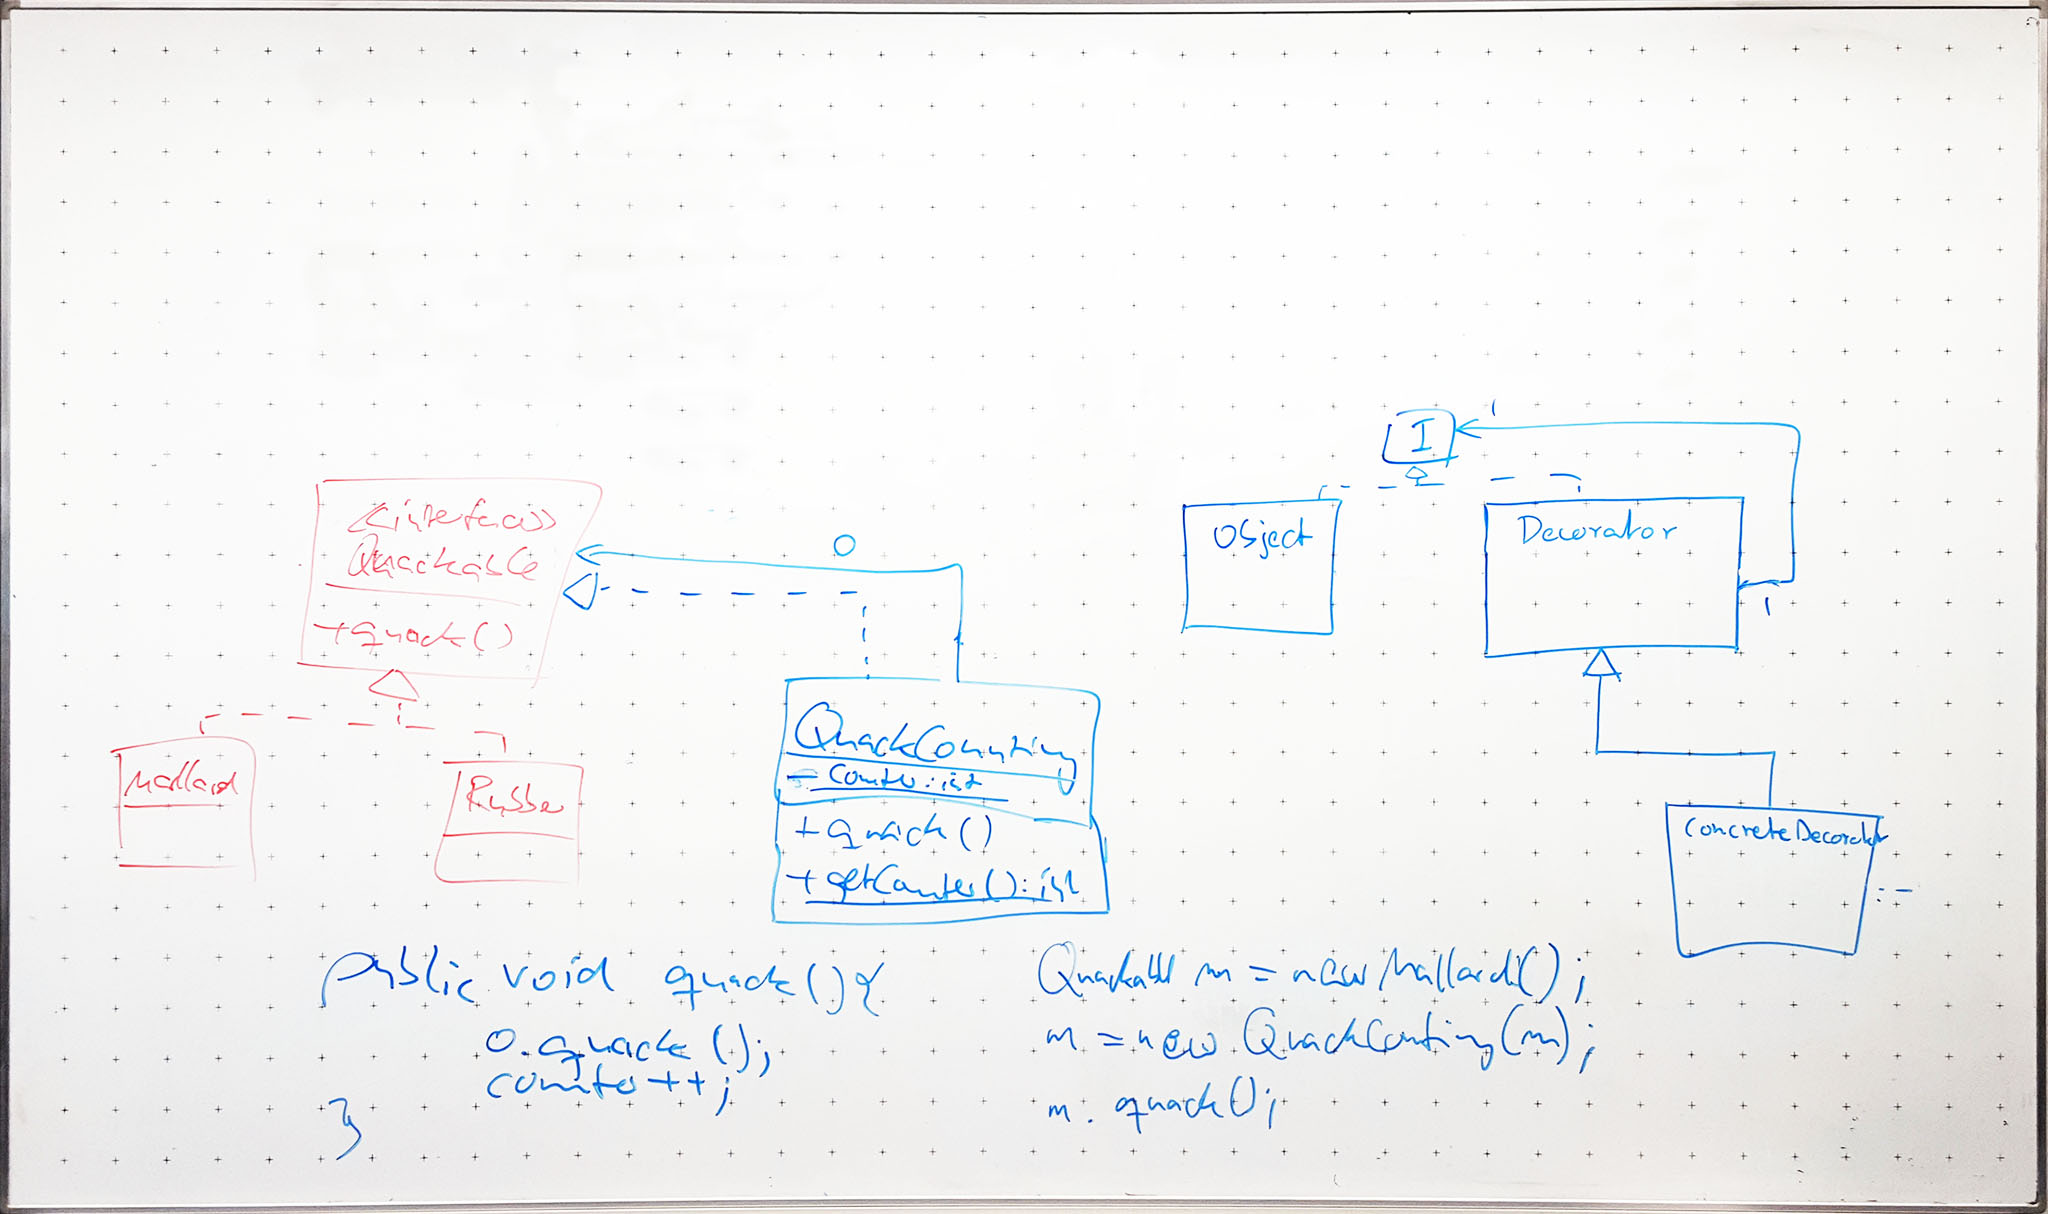 <<interface>>
Quackable
+quack()
Mallard
Rubber
O
QuackCounting
- counter:int
+ quack()
+ getCounter():int
I
1
Object
Decorator
1
ConcreteDecorator
public void quack(){
o.quack();
counter++;
}
Quackable m = new Mallard();
m = new QuackCounting(m);
m.quack();